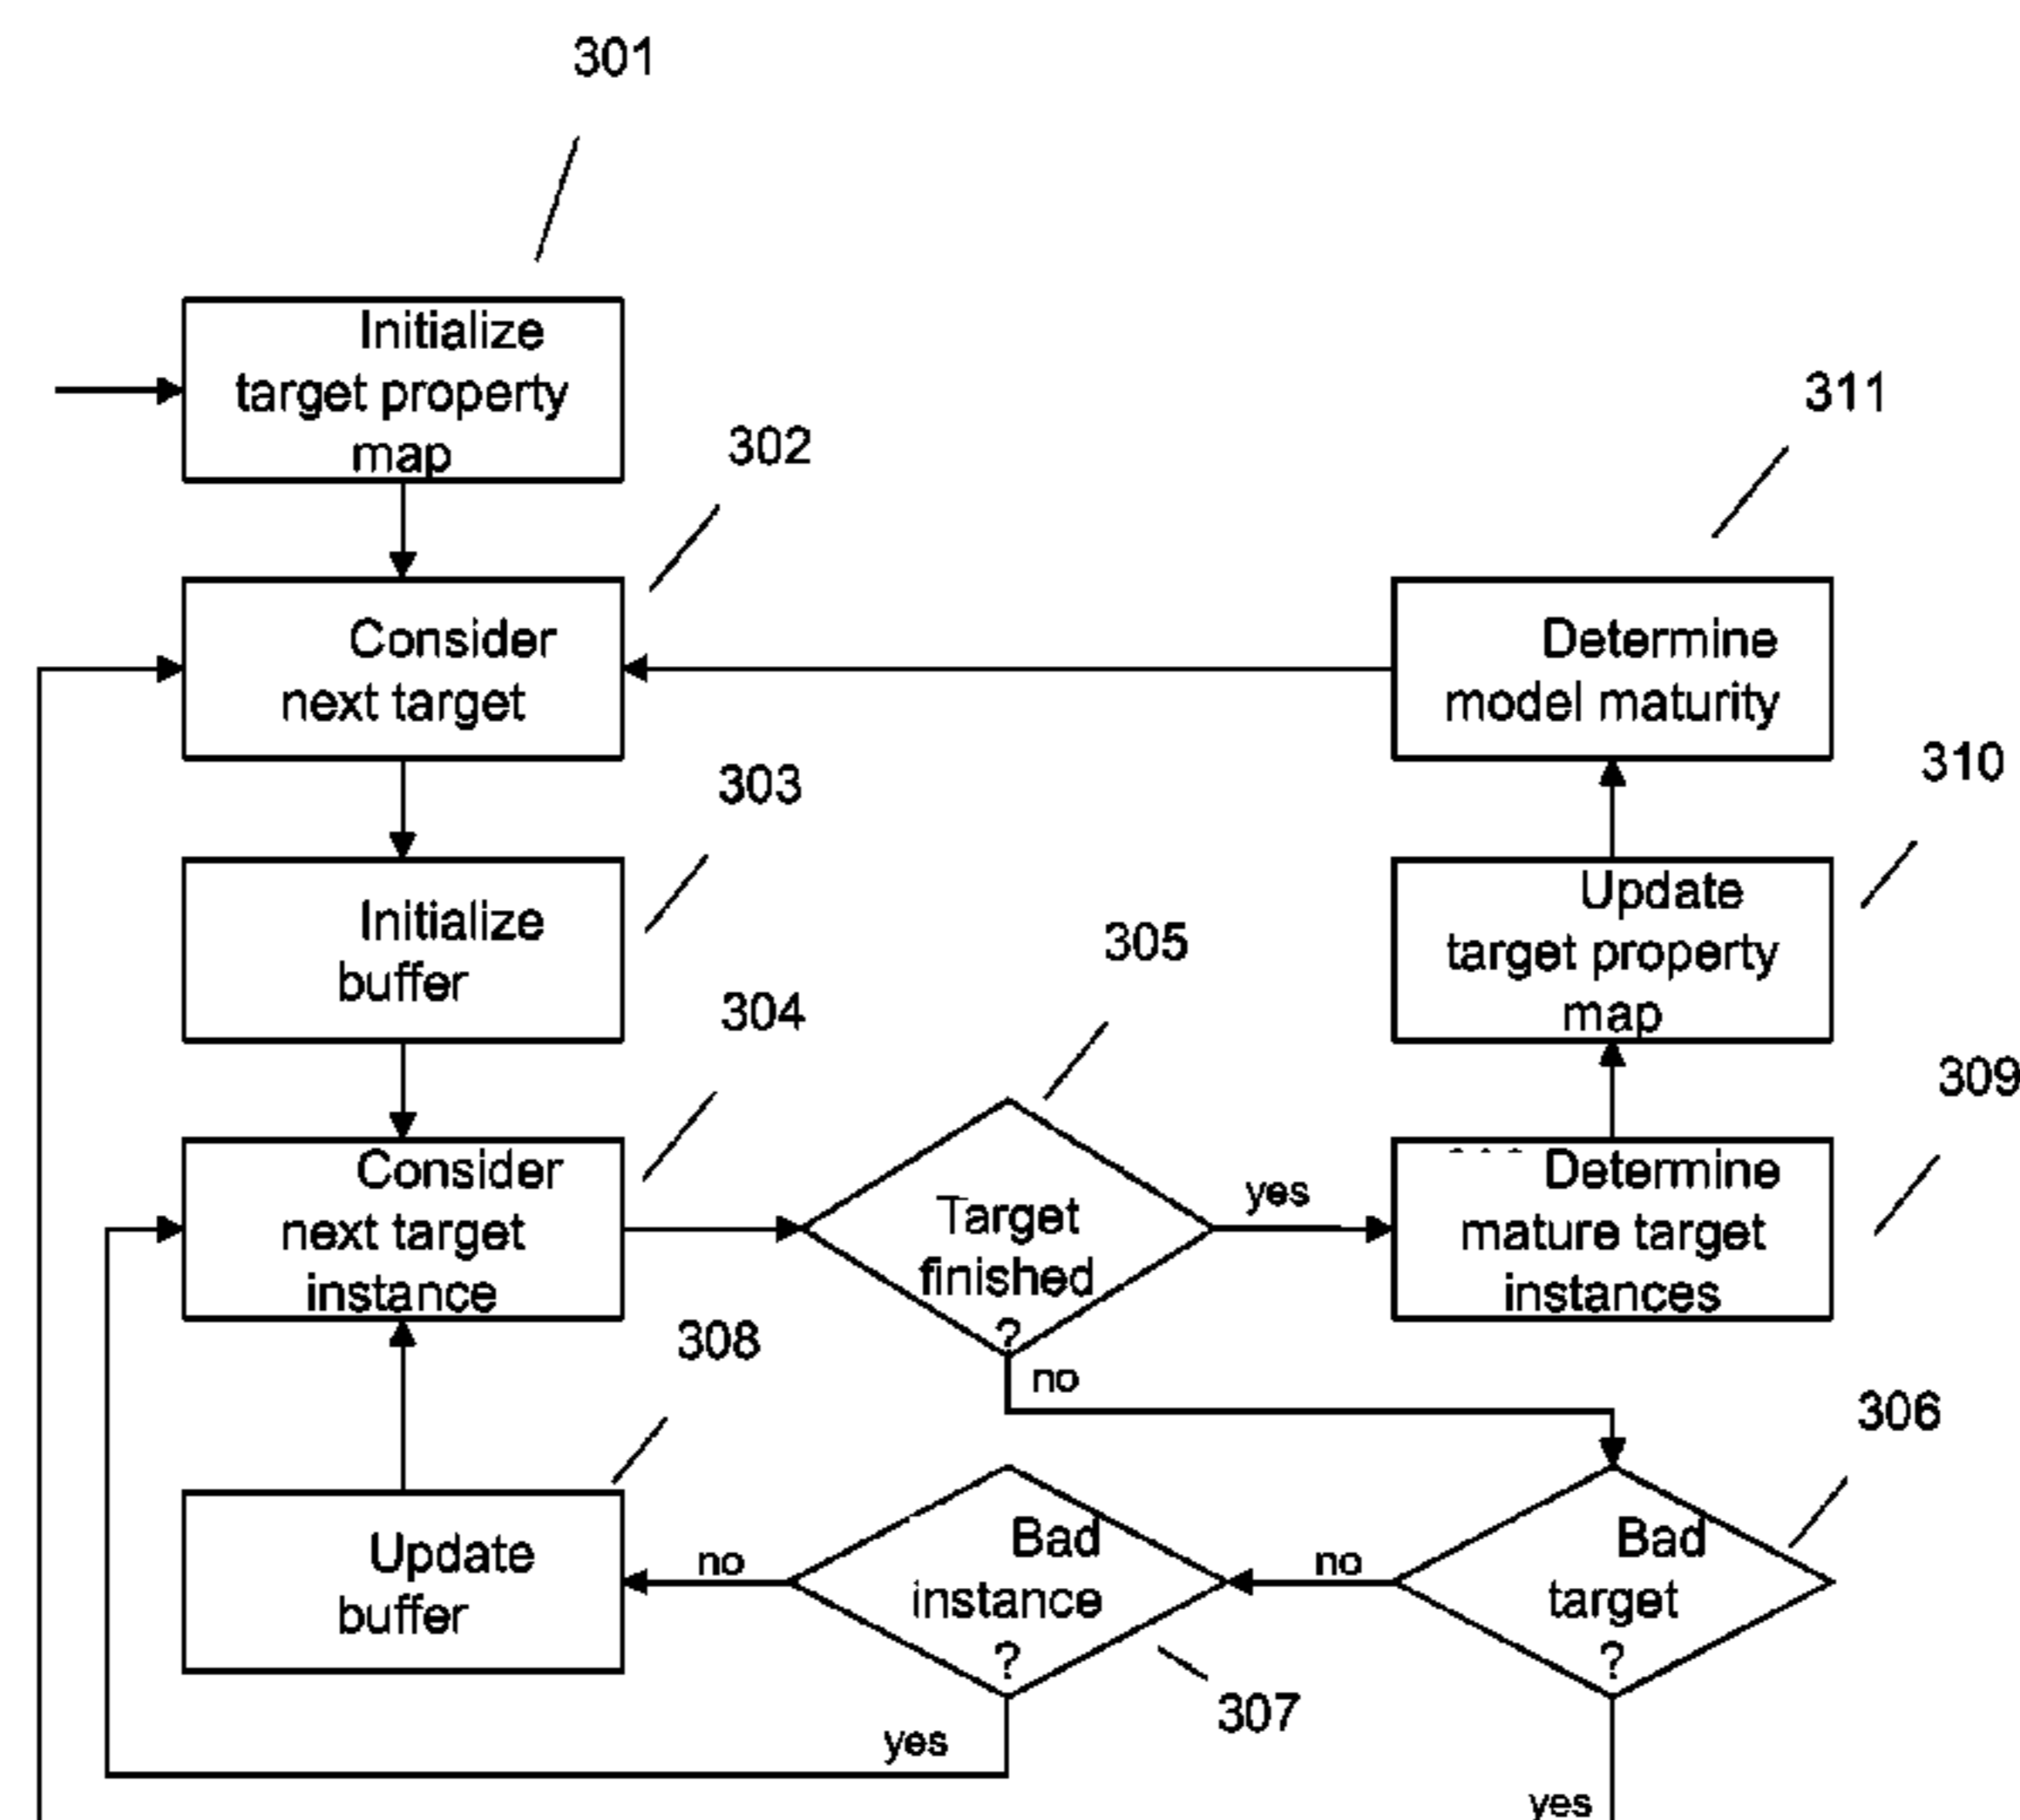 301
Initialize
target property
map
302
Consider
next target
311
Determine
model maturity
303
Initialize
buffer
310
Update
target property
map
304
Consider
next target
instance
305
Target
finished
?
yes
no
309
Determine
mature target
instances
308
Update
buffer
no
Bad
instance
?
307
yes
no
306
Bad
target
?
yes